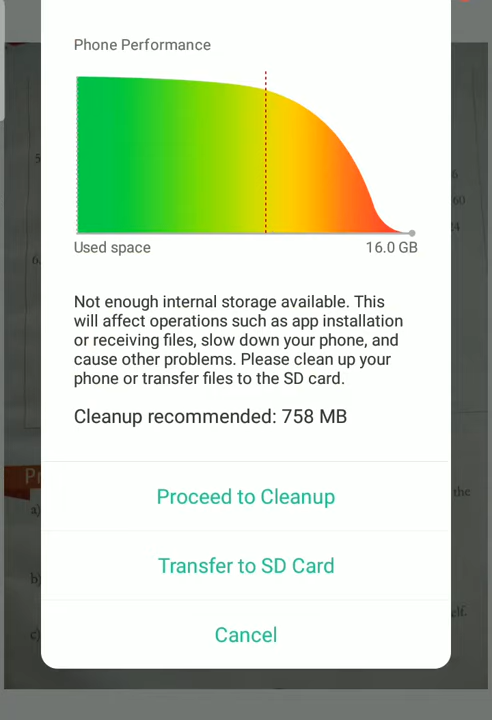 Phone Performance
Used space
16.0 GB
Not enough internal storage available. This
will affect operations such as app installation
or receiving files, slow down your phone, and
cause other problems. Please clean up your
phone or transfer files to the SD card.
Cleanup recommended: 758 MB
Proceed to Cleanup
Transfer to SD Card
Cancel
the
a)
b)
c)